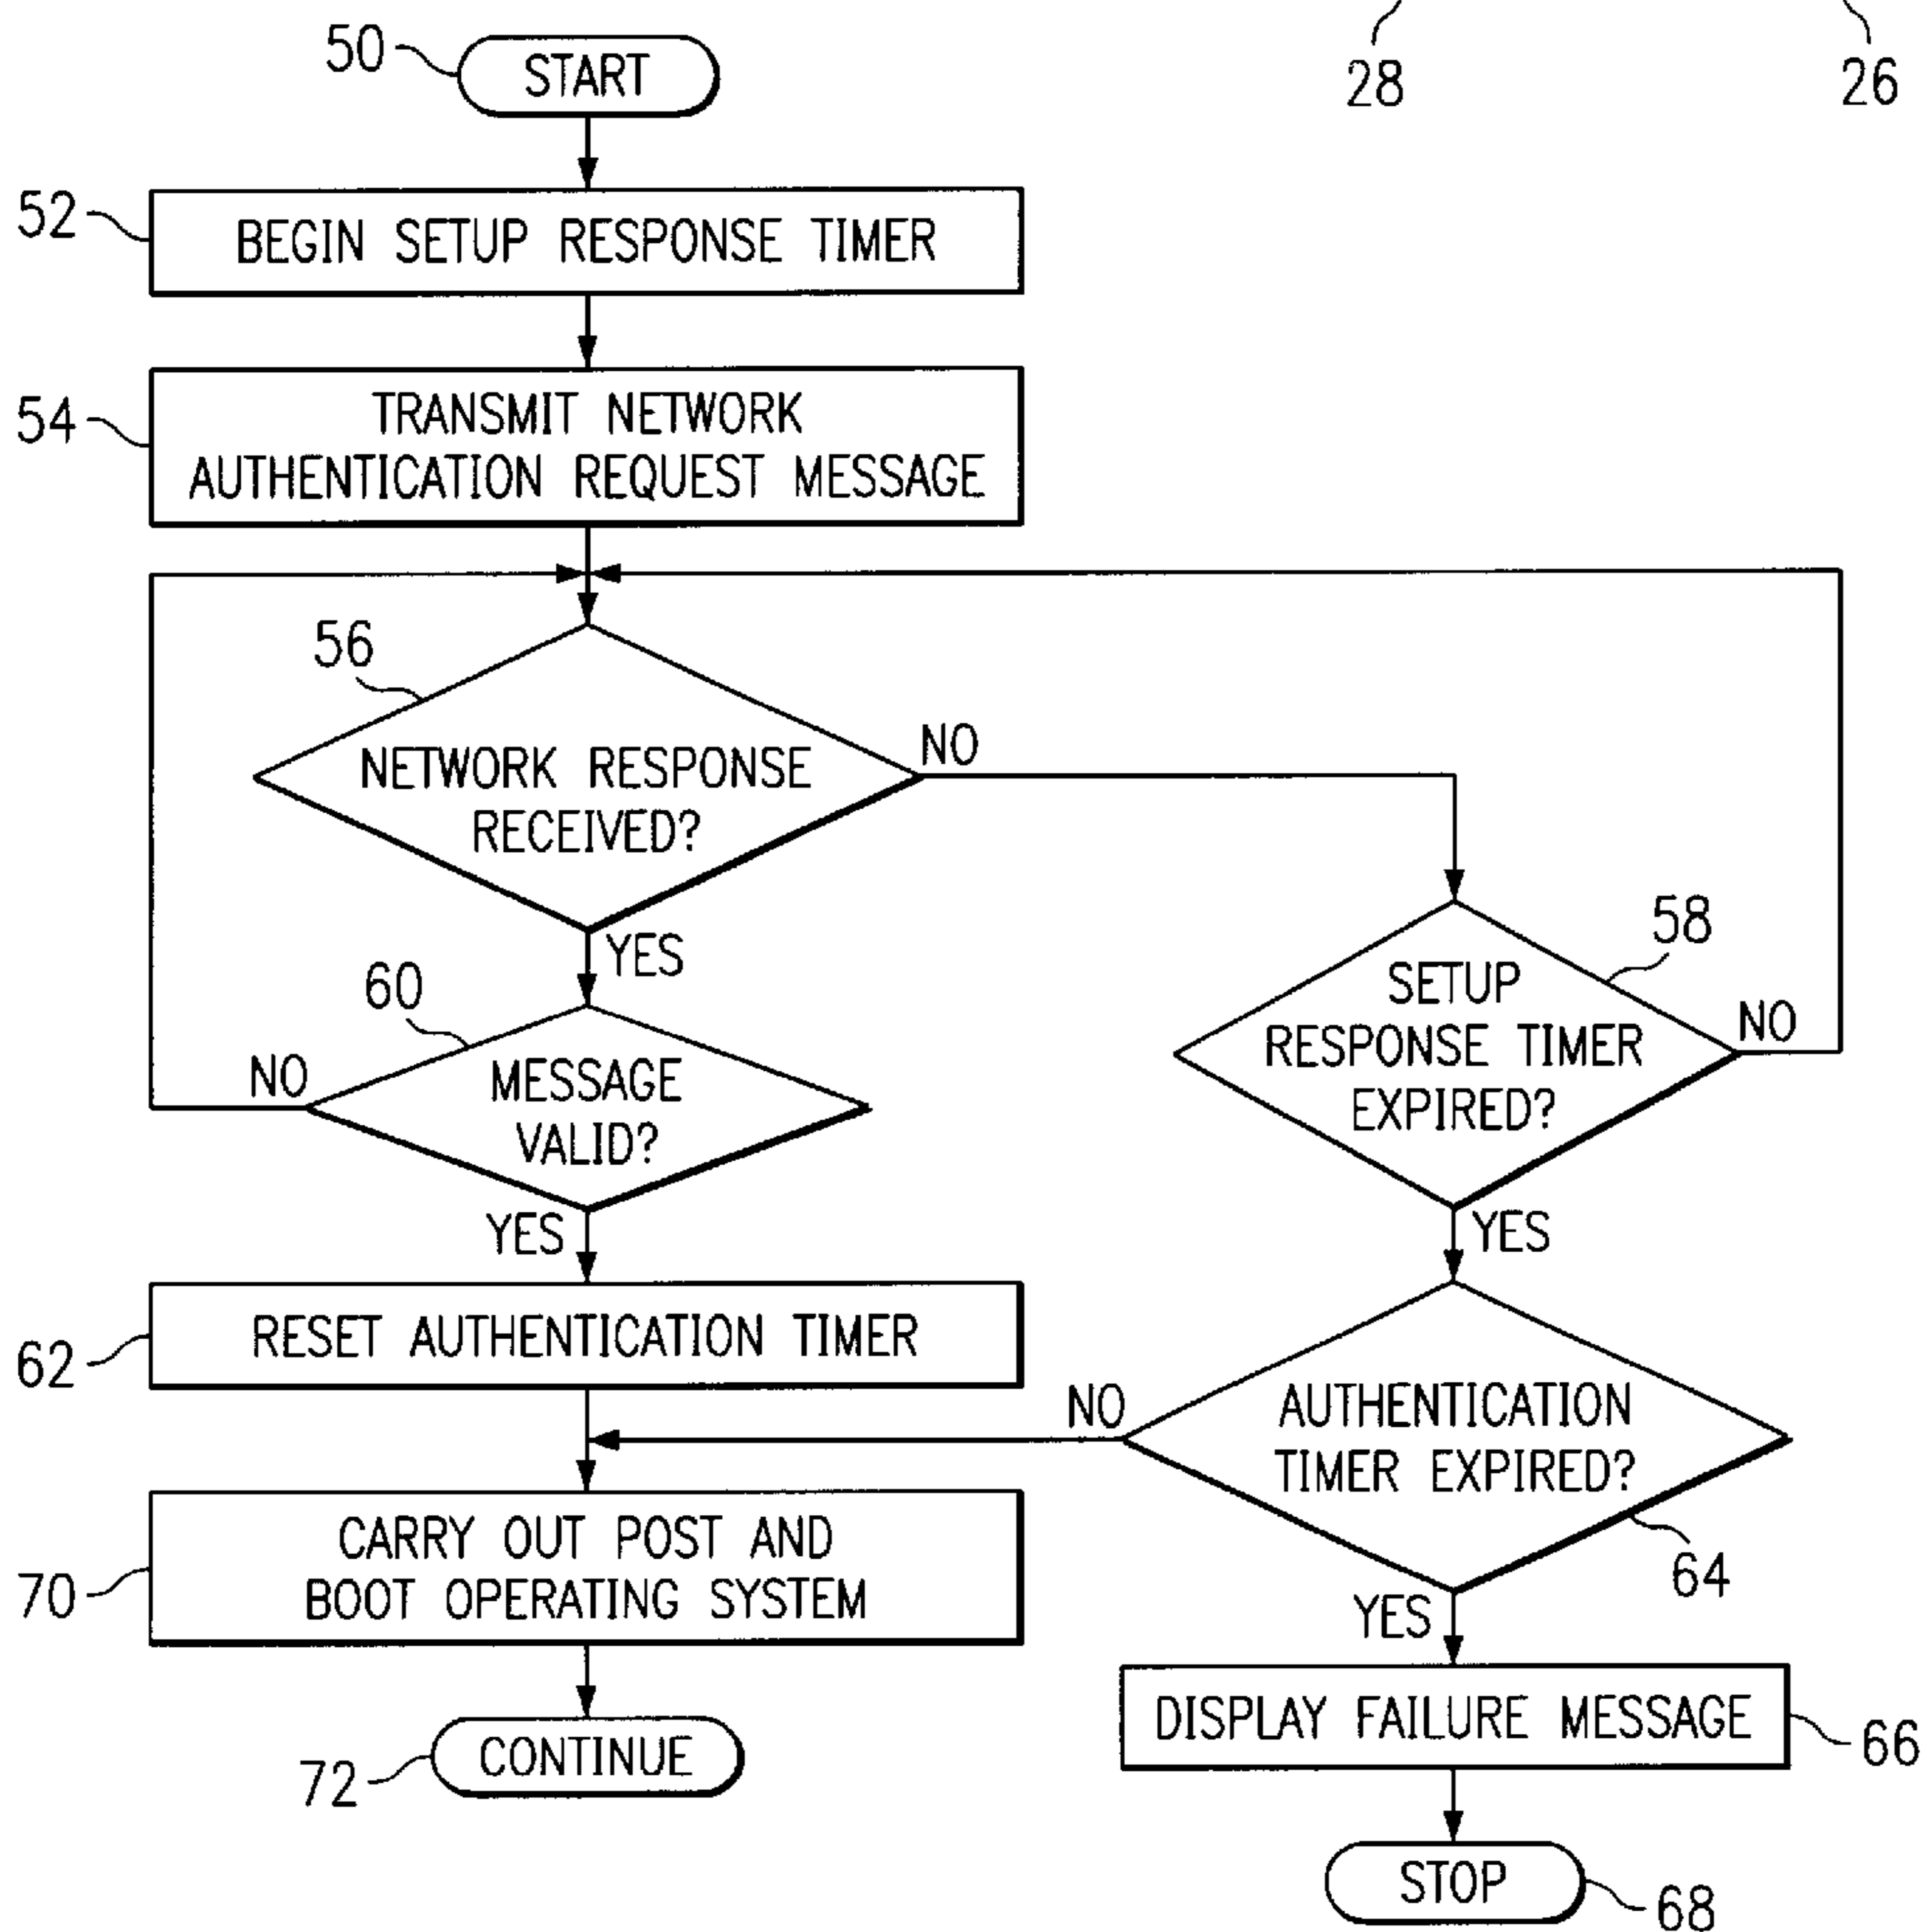 28
26
50
START
52
BEGIN SETUP RESPONSE TIMER
54
TRANSMIT NETWORK
AUTHENTICATION REQUEST MESSAGE
56
NETWORK RESPONSE
RECEIVED?
NO
YES
58
SETUP
RESPONSE TIMER
EXPIRED?
NO
YES
60
MESSAGE
VALID?
NO
YES
62
RESET AUTHENTICATION TIMER
AUTHENTICATION
TIMER EXPIRED?
NO
64
YES
70
CARRY OUT POST AND
BOOT OPERATING SYSTEM
DISPLAY FAILURE MESSAGE
66
72
CONTINUE
STOP
68